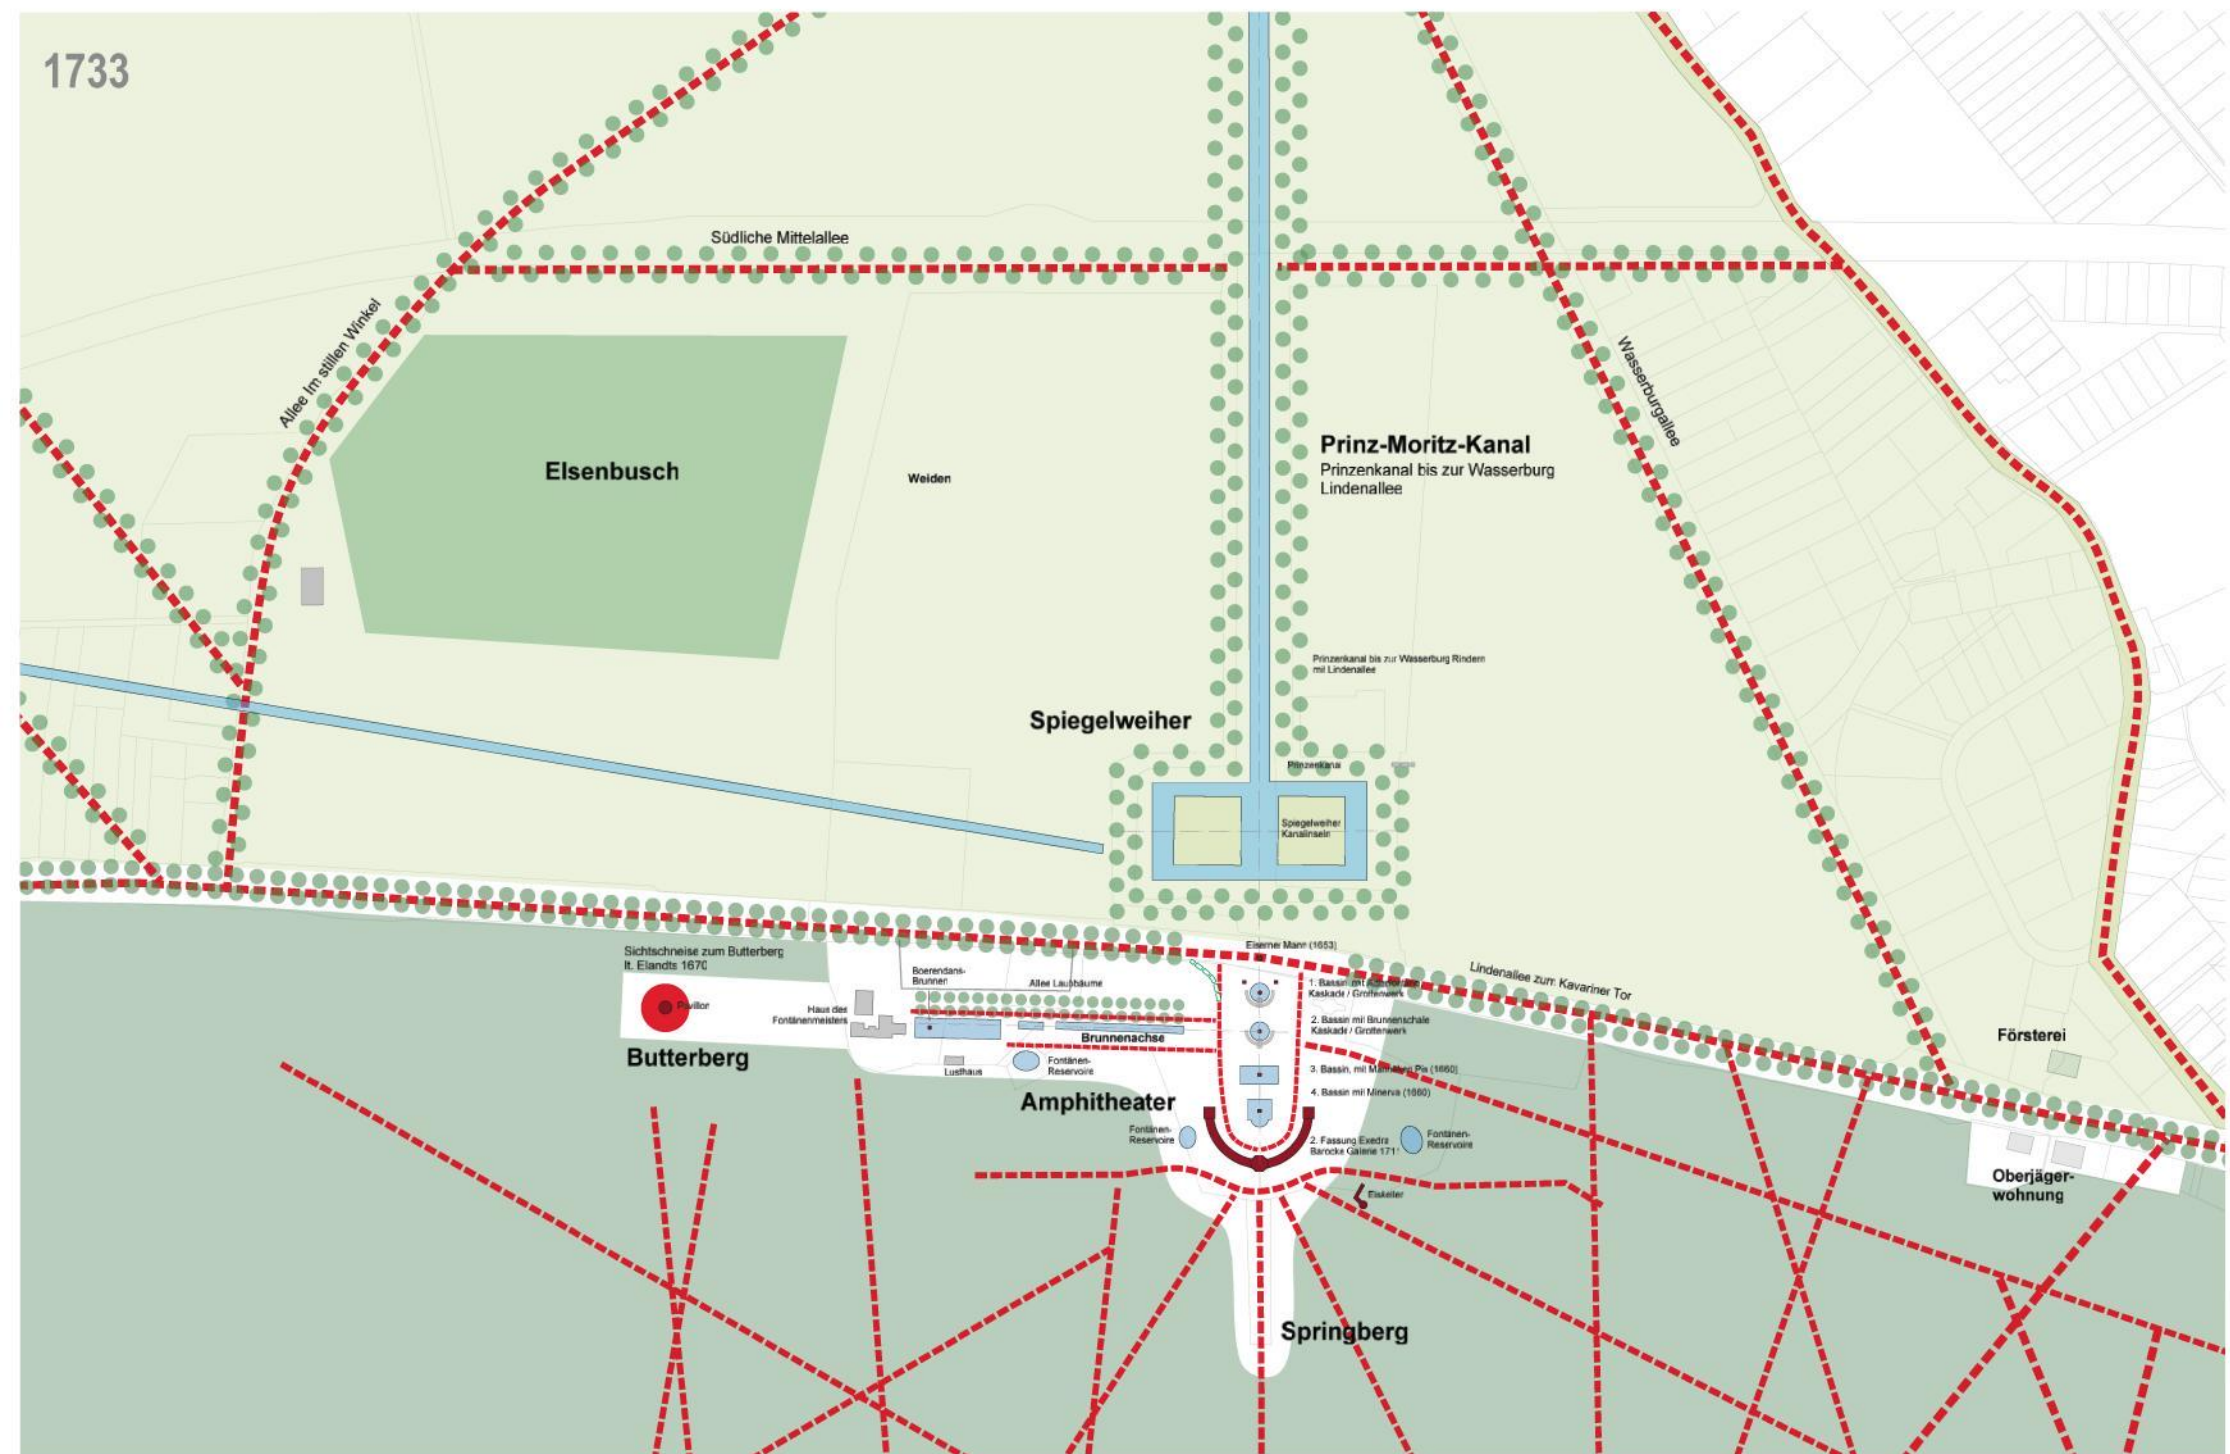 1733
Südliche Mittelallee
Allee Im stillen Winkel
Wasserburgallee
Elsenbusch
Weiden
Prinz-Moritz-Kanal
Prinzenkanal bis zur Wasserburg
Lindenallee
Prinzenkanal bis zur Wasserburg Rindern
mit Lindenallee
Spiegelweiher
Prinzenkanal
Spiegelweiher
Kanalinseln
Sichtschneise zum Butterberg
lt. Elandts 1670
Eiserner Mann (1653)
Lindenallee zum Kavariner Tor
Boerendans-
Brunnen
Allee Laubbäume
Pavillon
Haus des
Fontänenmeisters
1. Bassin mit
Kaskade / Grottenwerk
2. Bassin mit Brunnenschale
Kaskade / Grottenwerk
Brunnenachse
Försterei
Butterberg
Lusthaus
Fontänen-
Reservoire
3. Bassin, mit Pis (1660)
4. Bassin mit Minerva (1660)
Amphitheater
Fontänen-
Reservoire
2. Fassung Exedra
Barocke Galerie 171
Fontänen-
Reservoire
Eiskeller
Oberjäger-
wohnung
Springberg